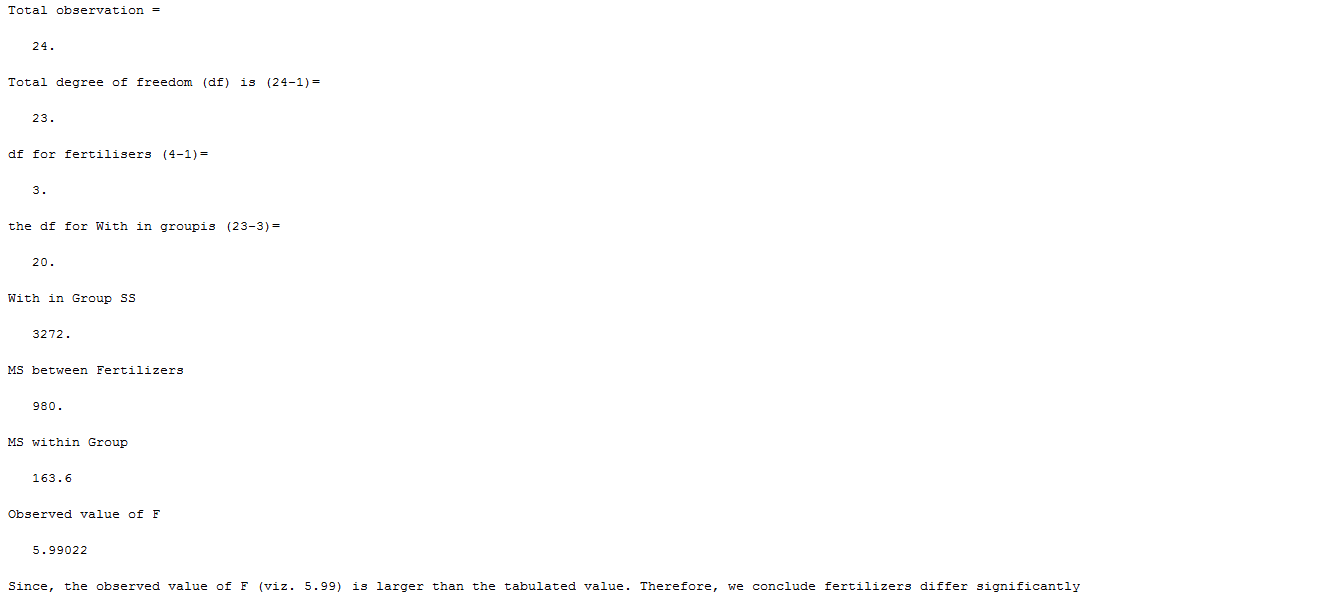 Total observation =
24.
Total degree of freedom (df) is (24-1)=
23.
df for fertilisers (4-1)=
3.
the df for With in groupis (23-3)=
20.
With in Group SS
3272.
MS between Fertilizers
980.
MS within Group
163.6
Observed value of F
5.99022
Since, the observed value of F (viz. 5.99) is larger than the tabulated value. Therefore, we conclude fertilizers differ significantly